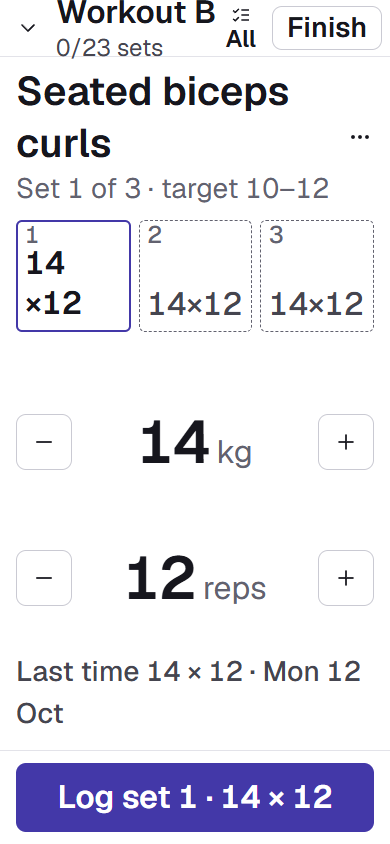 Workout B
0/23 sets
All
Finish
Seated biceps
curls
Set 1 of 3 · target 10–12
1
14
×12
2
14×12
3
14×12
14 kg
12 reps
Last time 14 × 12 · Mon 12
Oct
Log set 1 · 14 × 12